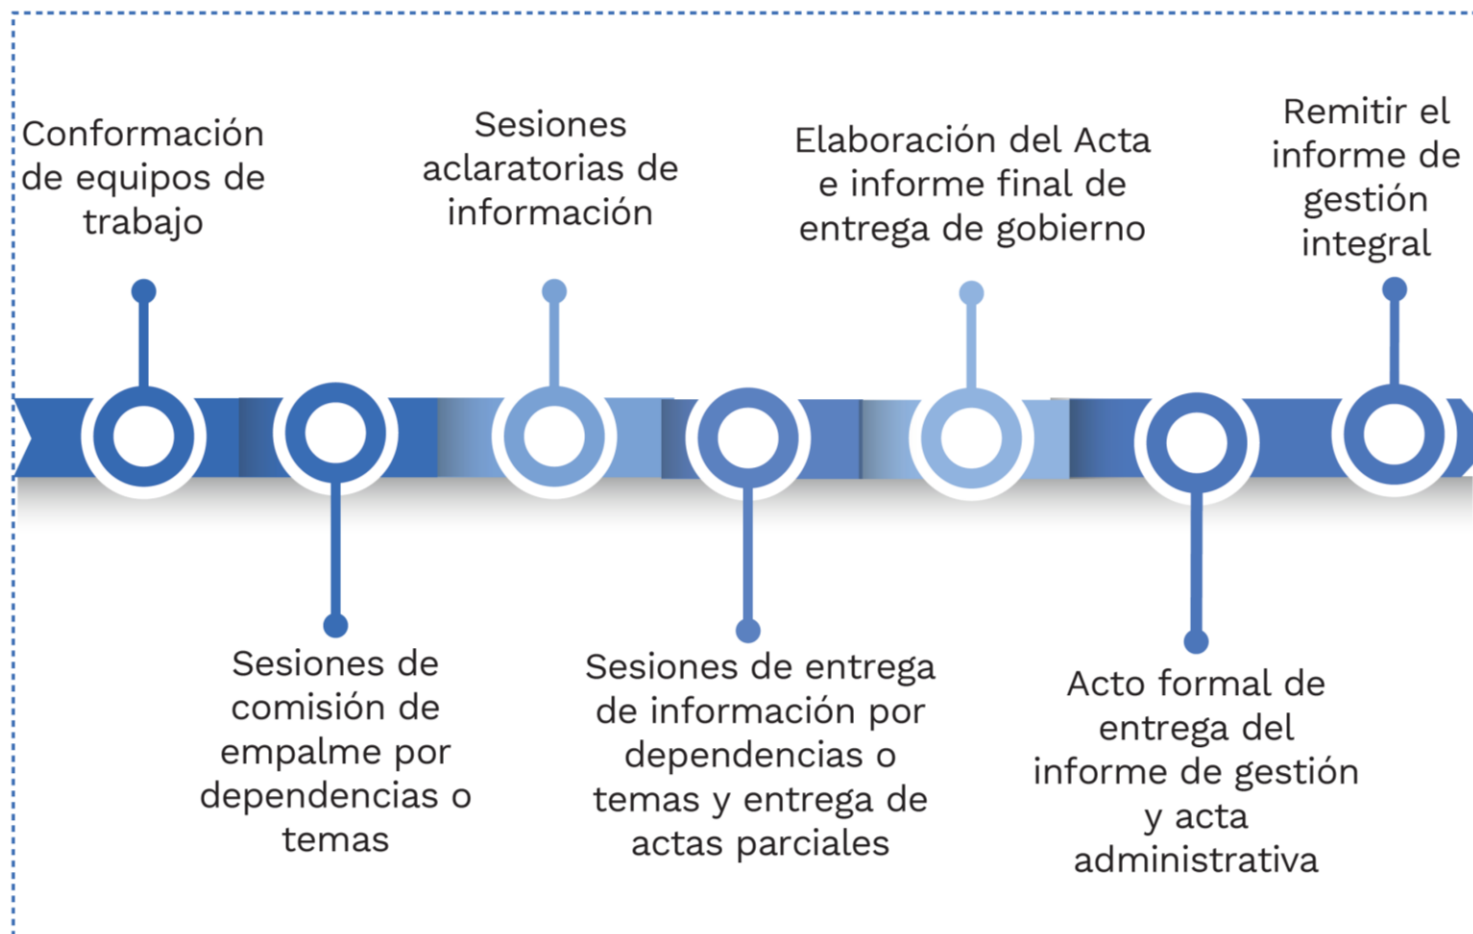 Conformación
de equipos de
trabajo
Sesiones de
comisión de
empalme por
dependencias o
temas
Sesiones
aclaratorias de
información
Sesiones de entrega
de información por
dependencias o
temas y entrega de
actas parciales
Elaboración del Acta
e informe final de
entrega de gobierno
Acto formal de
entrega del
informe de gestión
y acta
administrativa
Remitir el
informe de
gestión
integral